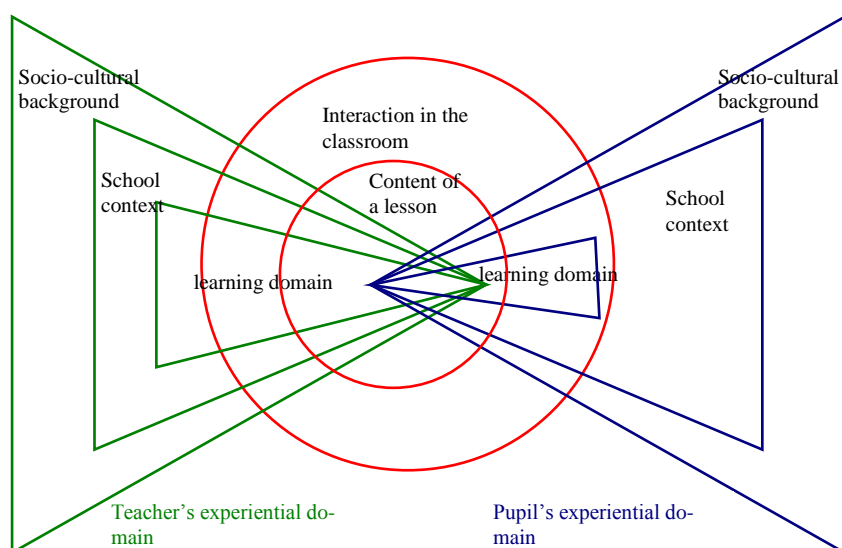 Socio-cultural
background
Socio-cultural
background
Interaction in the
classroom
School
context
Content of
a lesson
School
context
learning domain
learning domain
Teacher's experiential do-
main
Pupil's experiential do-
main